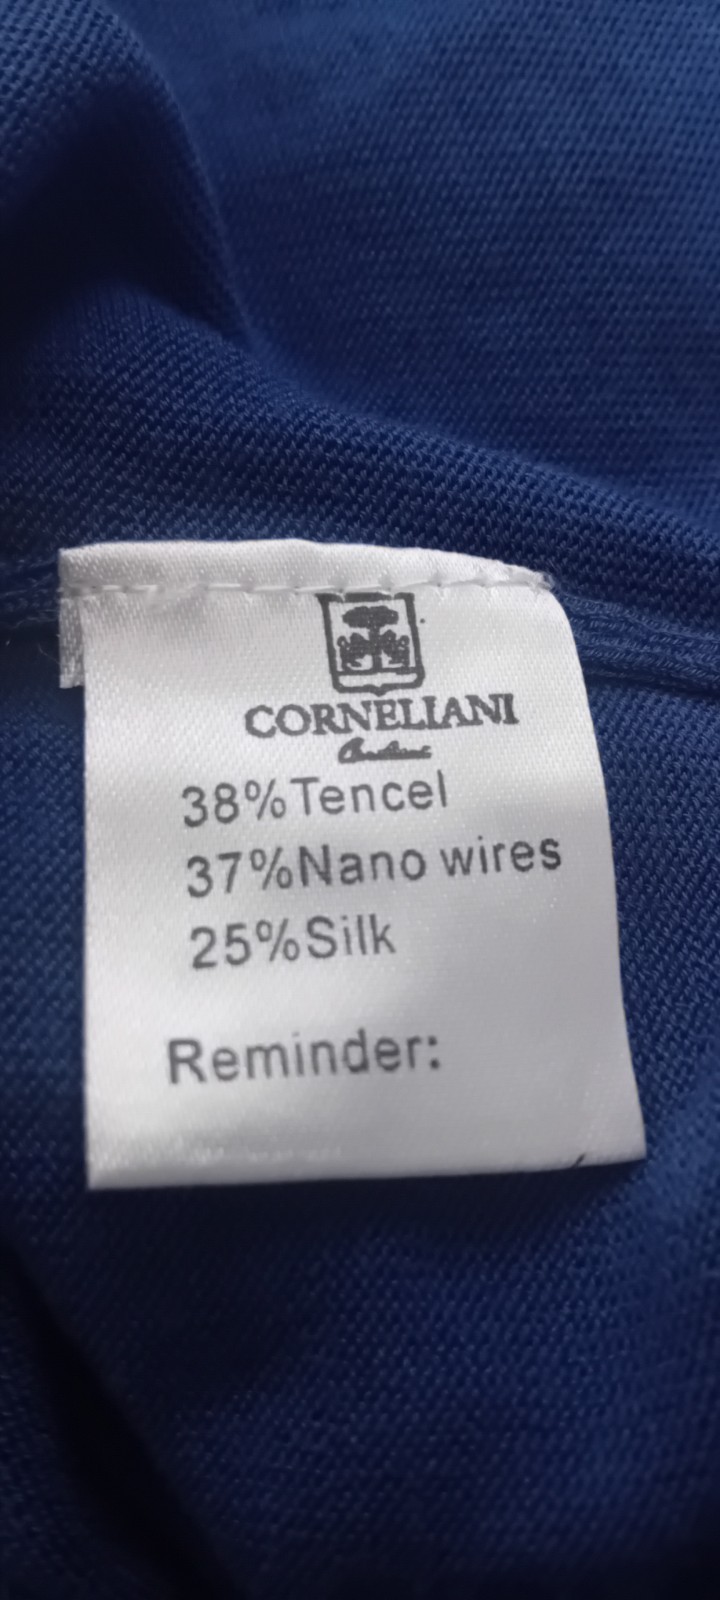 CORNELIANI
38%Tencel
37%Nano wires
25%Silk
Reminder: